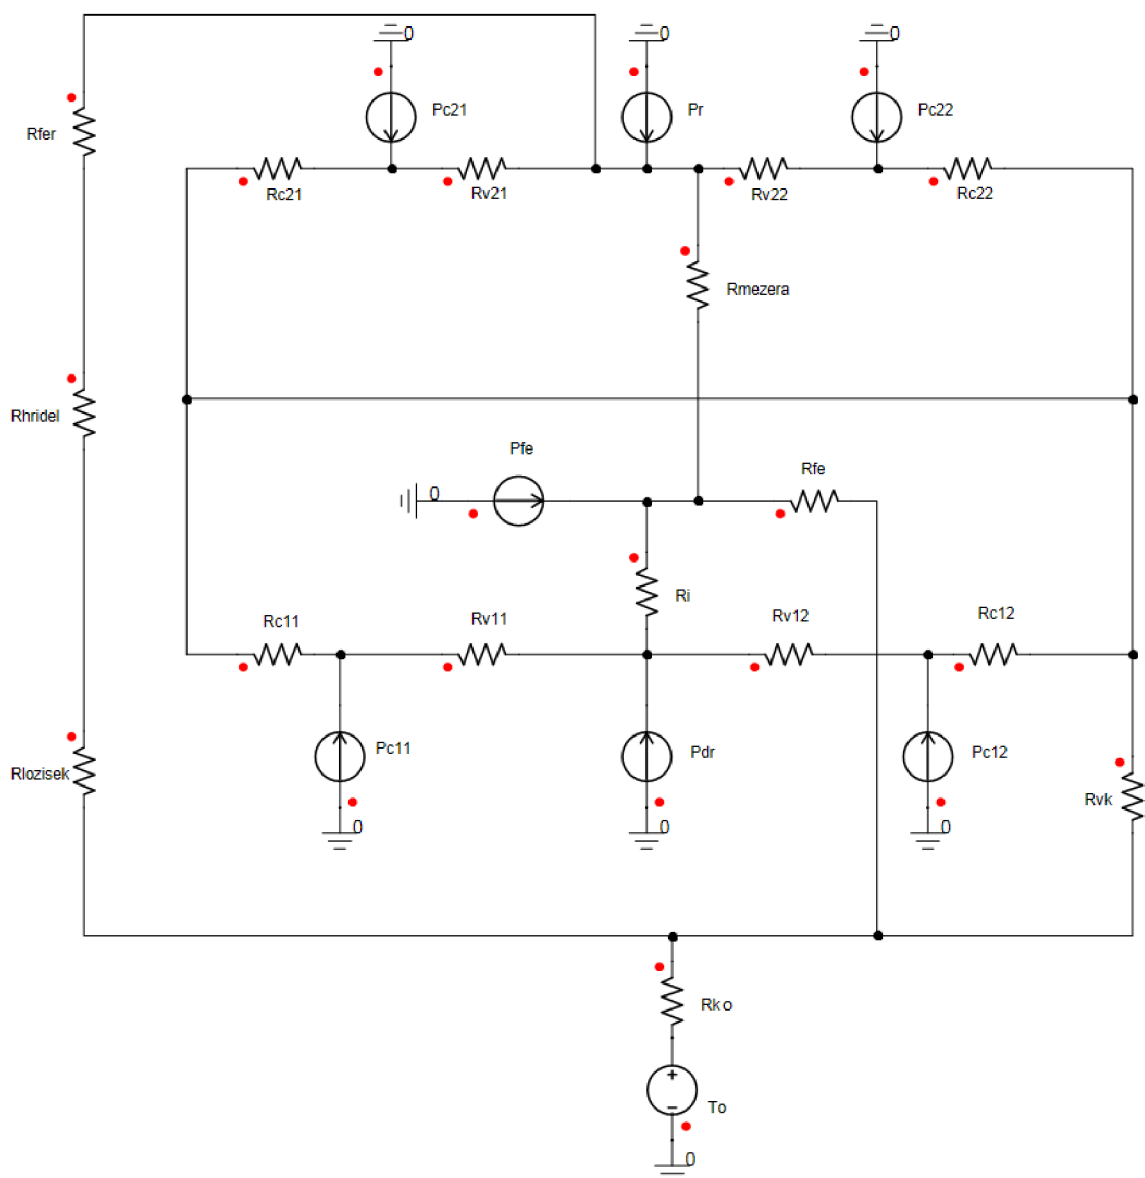 0
0
0
Pc21
Pr
Pc22
Rfer
Rc21
Rv21
Rv22
Rc22
Rmezera
Rhridel
Pfe
Rfe
0
Ri
Rc11
Rv11
Rv12
Rc12
Pc11
Pdr
Pc12
Rlozisek
Rvk
0
0
0
Rko
+
−
To
0